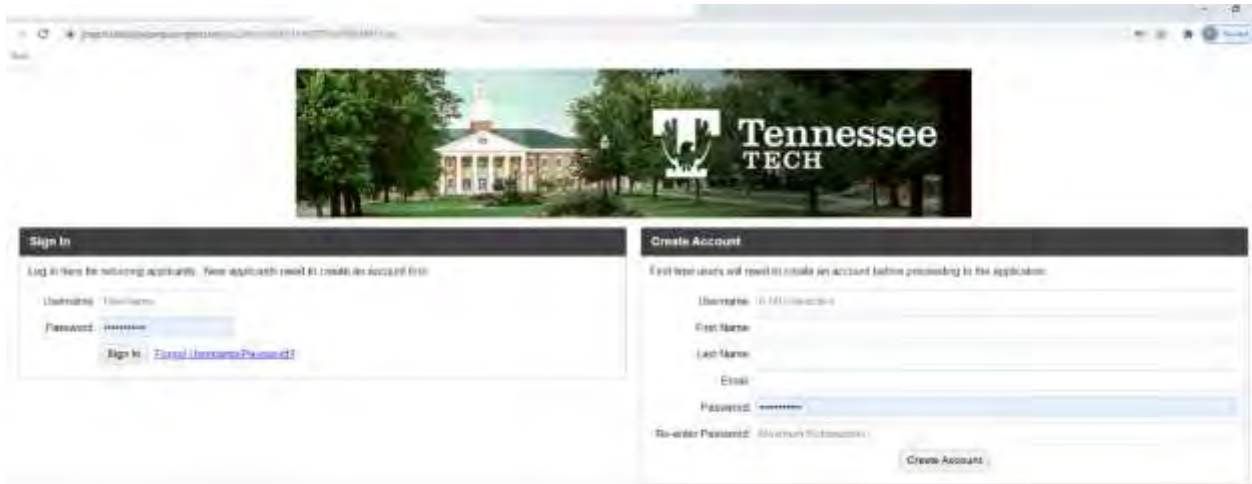 Tennessee
TECH
Sign In
Log in here for returning applicants. New applicants need to create an account first.
Username
Password
Sign In
Forgot Username/Password?
Create Account
First time users will need to create an account before proceeding to the application.
Username
First Name
Last Name
Email
Password
Re-enter Password
Create Account